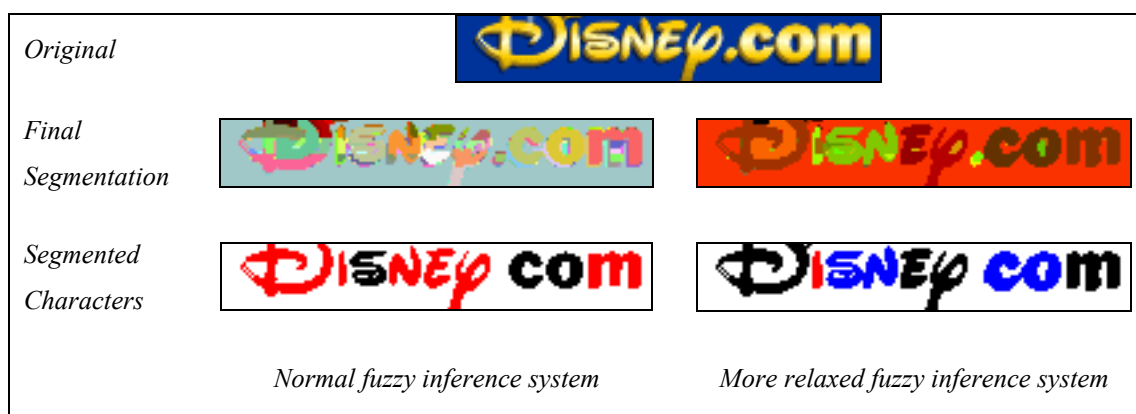 Original
DISNEY.com
Final
Segmentation
DISNEY.com DISNEY.com
Segmented
Characters
DISNEY com DISNEY com
Normal fuzzy inference system
More relaxed fuzzy inference system